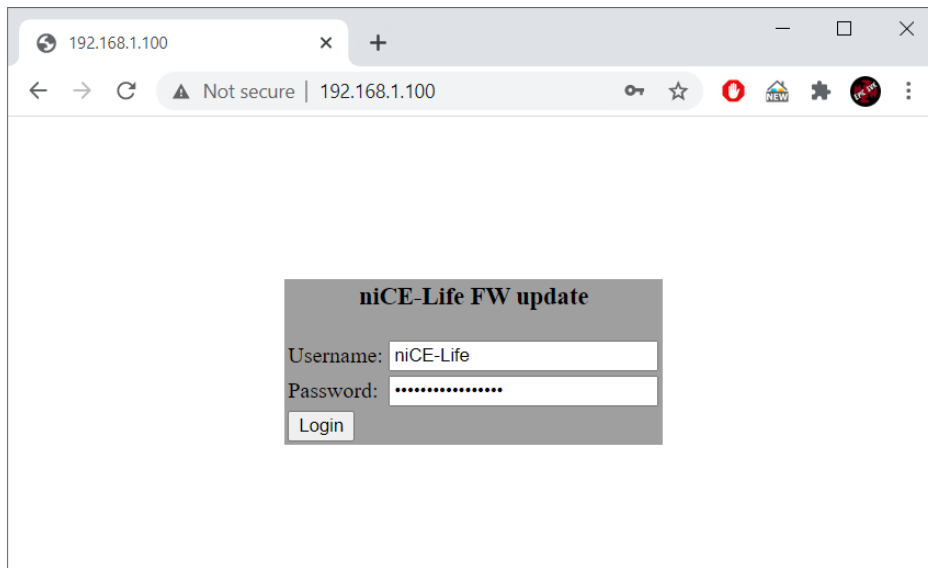 192.168.1.100
Not secure | 192.168.1.100
NEW
niCE-Life FW update
Username: niCE-Life
Password: •••••••••••••••••
Login